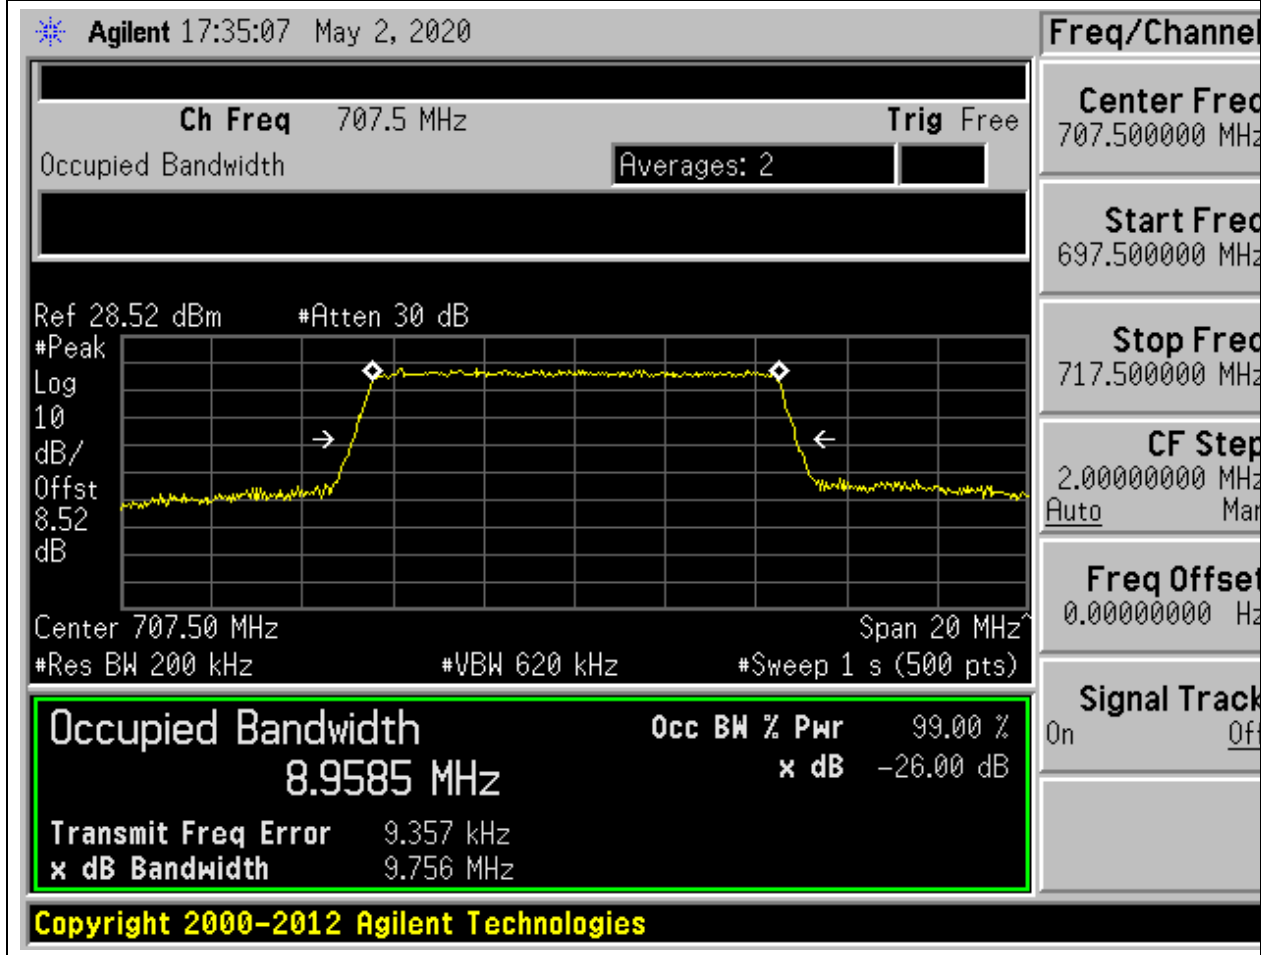 Agilent 17:35:07 May 2, 2020
Freq/Channel
Ch Freq 707.5 MHz Trig Free
Occupied Bandwidth Averages: 2
Ref 28.52 dBm #Atten 30 dB
#Peak
Log
10
dB/
Offst
8.52
dB
Center 707.50 MHz Span 20 MHz^
#Res BW 200 kHz #VBW 620 kHz #Sweep 1 s (500 pts)
Occupied Bandwidth Occ BW % Pwr 99.00 %
8.9585 MHz x dB -26.00 dB
Transmit Freq Error 9.357 kHz
x dB Bandwidth 9.756 MHz
Center Freq
707.500000 MHz
Start Freq
697.500000 MHz
Stop Freq
717.500000 MHz
CF Step
2.00000000 MHz
Auto Man
Freq Offset
0.00000000 Hz
Signal Track
On Off
Copyright 2000-2012 Agilent Technologies